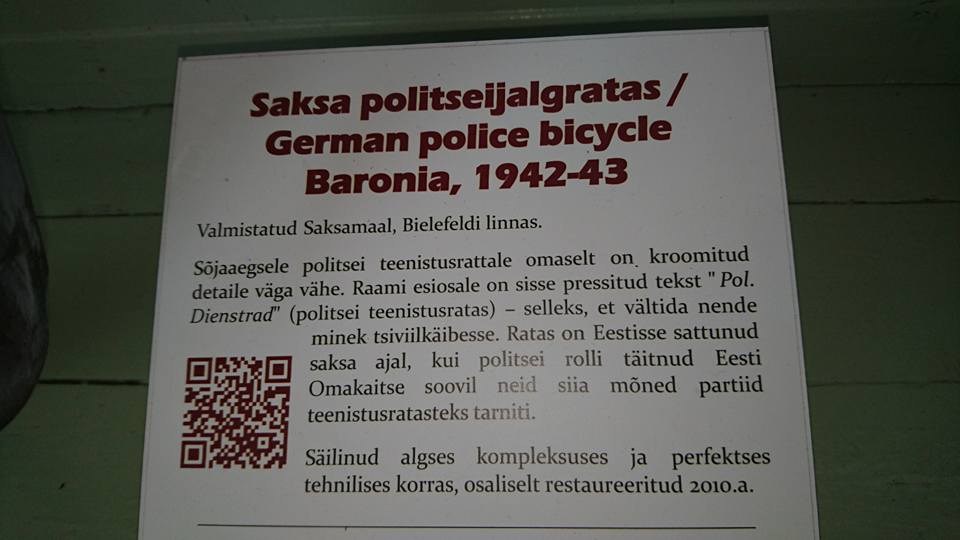 Saksa politseijalgratas /
German police bicycle
Baronia, 1942-43
Valmistatud Saksamaal, Bielefeldi linnas.
Sõjaaegsele politsei teenistusrattale omaselt on kroomitud
detaile väga vähe. Raami esiosale on sisse pressitud tekst " Pol.
Dienstrad" (politsei teenistusratas) – selleks, et vältida nende
minek tsiviilkäibesse. Ratas on Eestisse sattunud
saksa ajal, kui politsei rolli täitnud Eesti
Omakaitse soovil neid siia mõned partiid
teenistusratasteks tarniti.
Säilinud algses kompleksuses ja perfektses
tehnilises korras, osaliselt restaureeritud 2010.a.